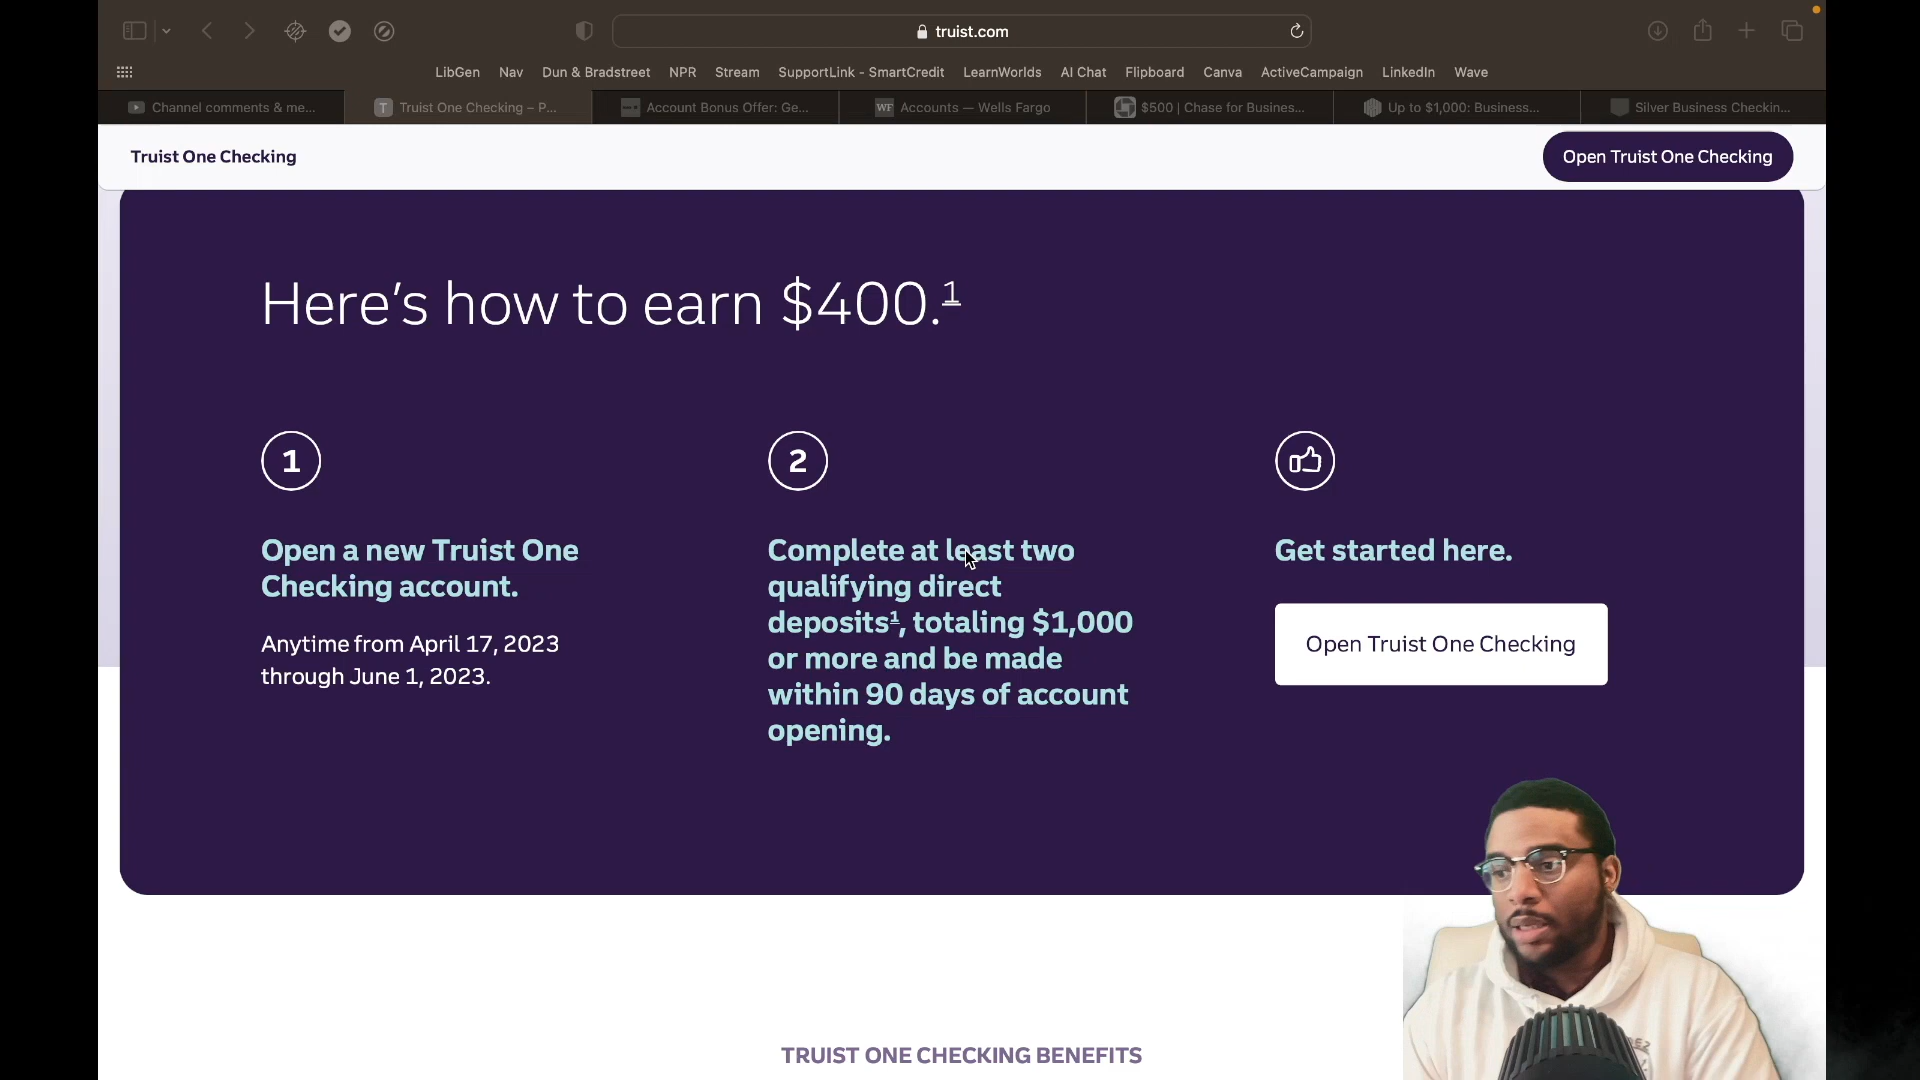 truist.com
LibGen Nav Dun & Bradstreet NPR Stream SupportLink - SmartCredit LearnWorlds AI Chat Flipboard Canva ActiveCampaign LinkedIn Wave
Channel comments & me... T Truist One Checking – P... Account Bonus Offer: Ge... WF Accounts — Wells Fargo $500 | Chase for Busines... Up to $1,000: Business... Silver Business Checkin...
Truist One Checking
Open Truist One Checking
Here's how to earn $400.1
1
Open a new Truist One
Checking account.
Anytime from April 17, 2023
through June 1, 2023.
2
Complete at least two
qualifying direct
deposits1, totaling $1,000
or more and be made
within 90 days of account
opening.
Get started here.
Open Truist One Checking
TRUIST ONE CHECKING BENEFITS